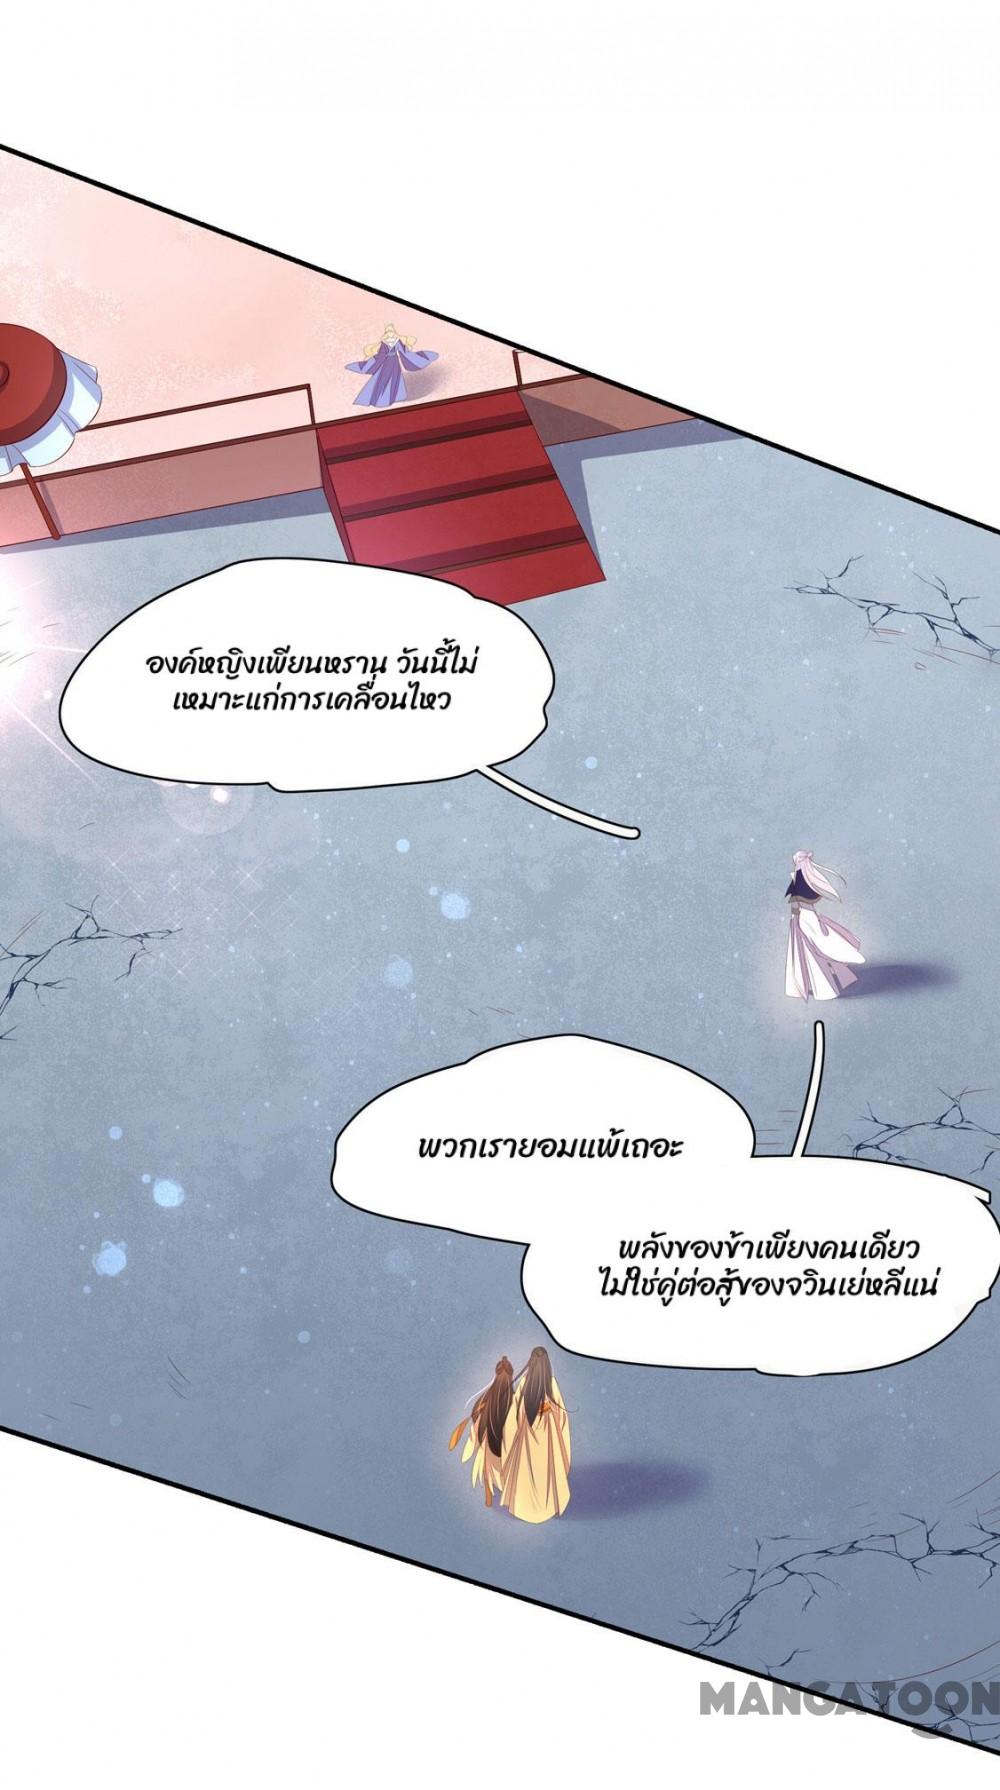 องค์หญิงเพียนหราน วันนี้ไม่
เหมาะแก่การเคลื่อนไหว
พวกเรายอมแพ้เถอะ
พลังของข้าเพียงคนเดียว
ไม่ใช่คู่ต่อสู้ของจวินเย่หลีแน่
MANGATOON